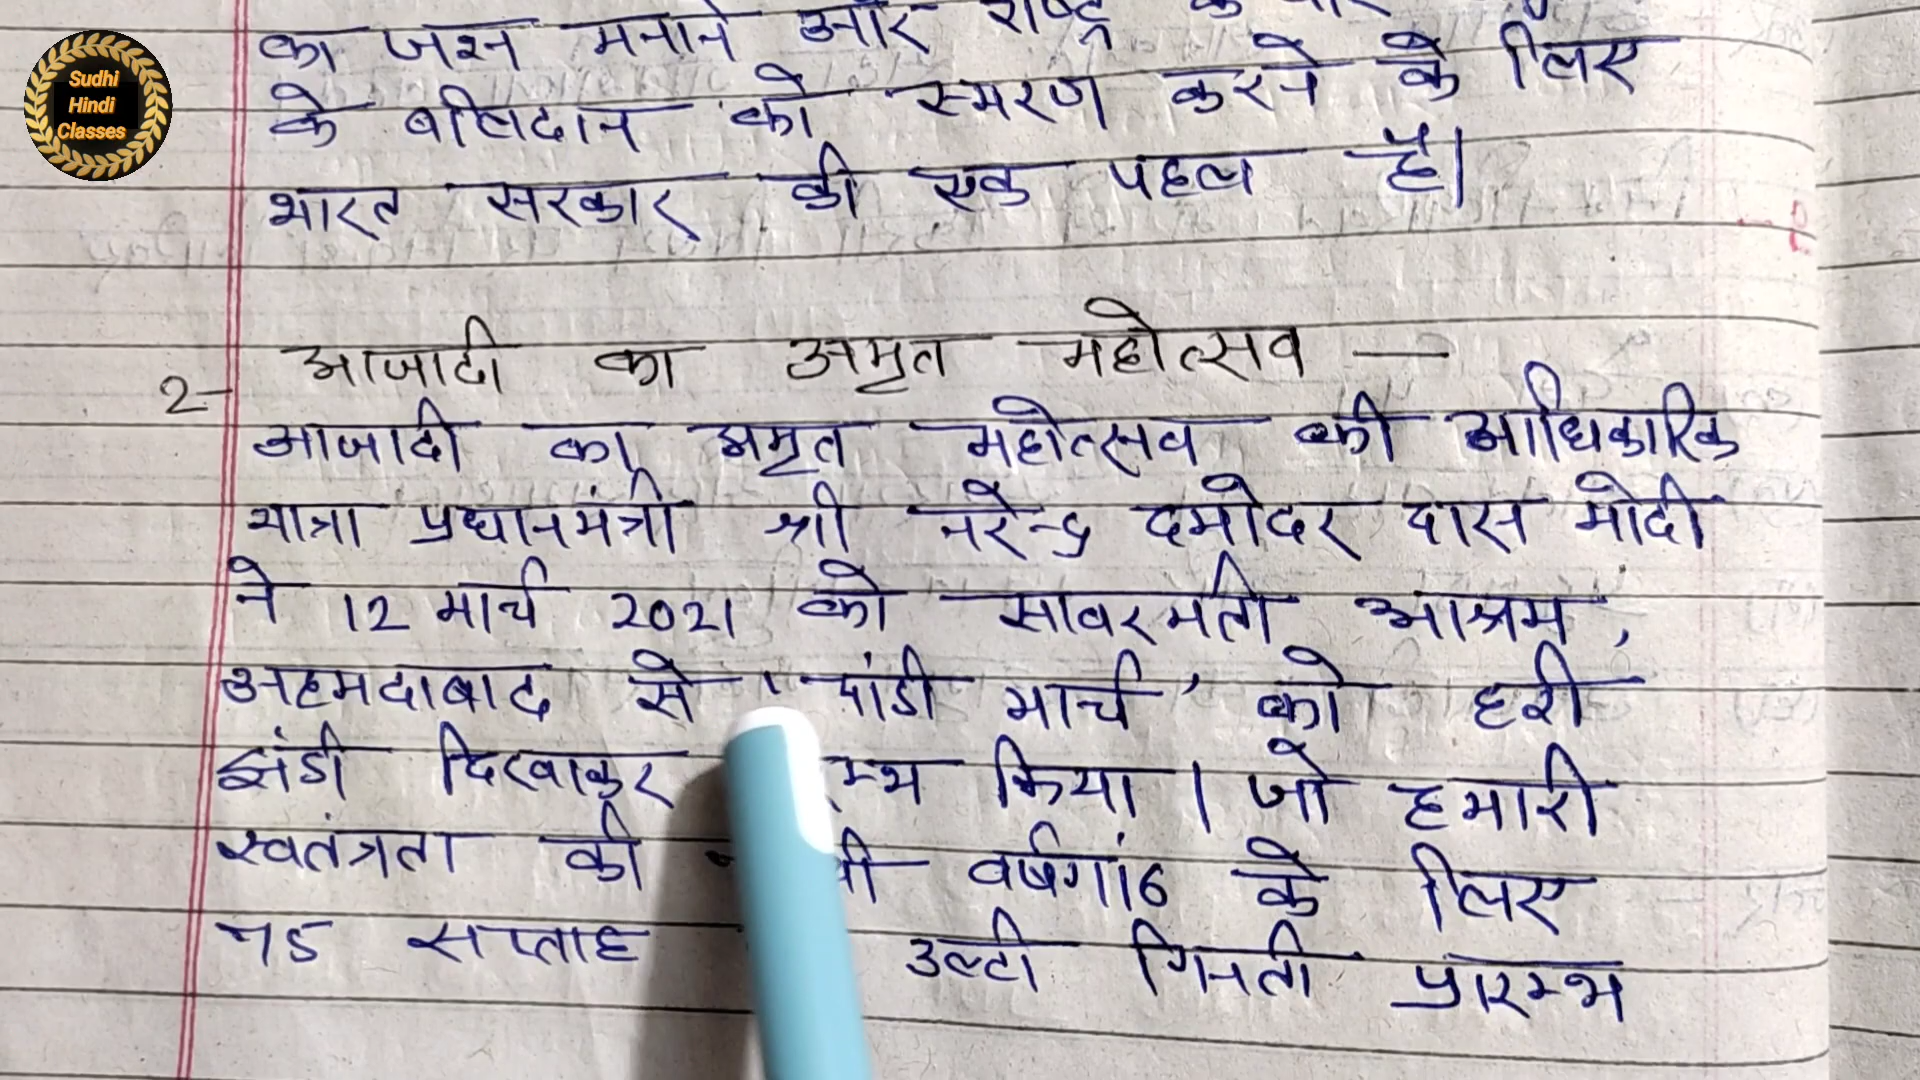 Sudhi
Hindi
Classes
का जश्न मनाने और राष्ट्र के
के बलिदान को स्मरण करने के लिए
भारत सरकार की एक पहल है।
2- आजादी का अमृत महोत्सव —
आजादी का अमृत महोत्सव की आधिकारिक
यात्रा प्रधानमंत्री श्री नरेन्द्र दमोदर दास मोदी
ने 12 मार्च 2021 को सावरमती आश्रम,
अहमदाबाद से ' दांडी मार्च ' को हरी
झंडी दिखाकर म्भ किया । जो हमारी
स्वतंत्रता की वी वर्षगांठ के लिए
75 सप्ताह उल्टी गिनती प्रारम्भ